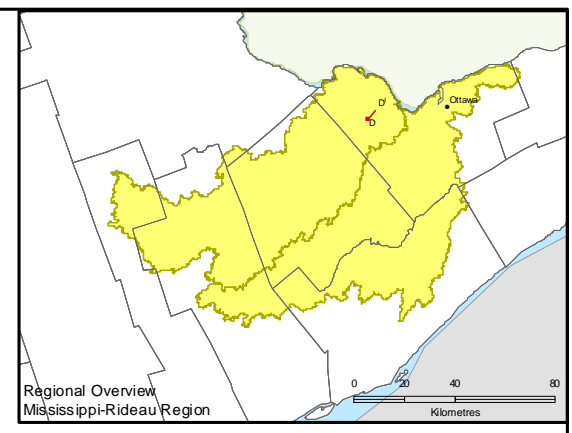 D'
Ottawa
D
Regional Overview
Mississippi-Rideau Region
0 20 40 80
Kilometres